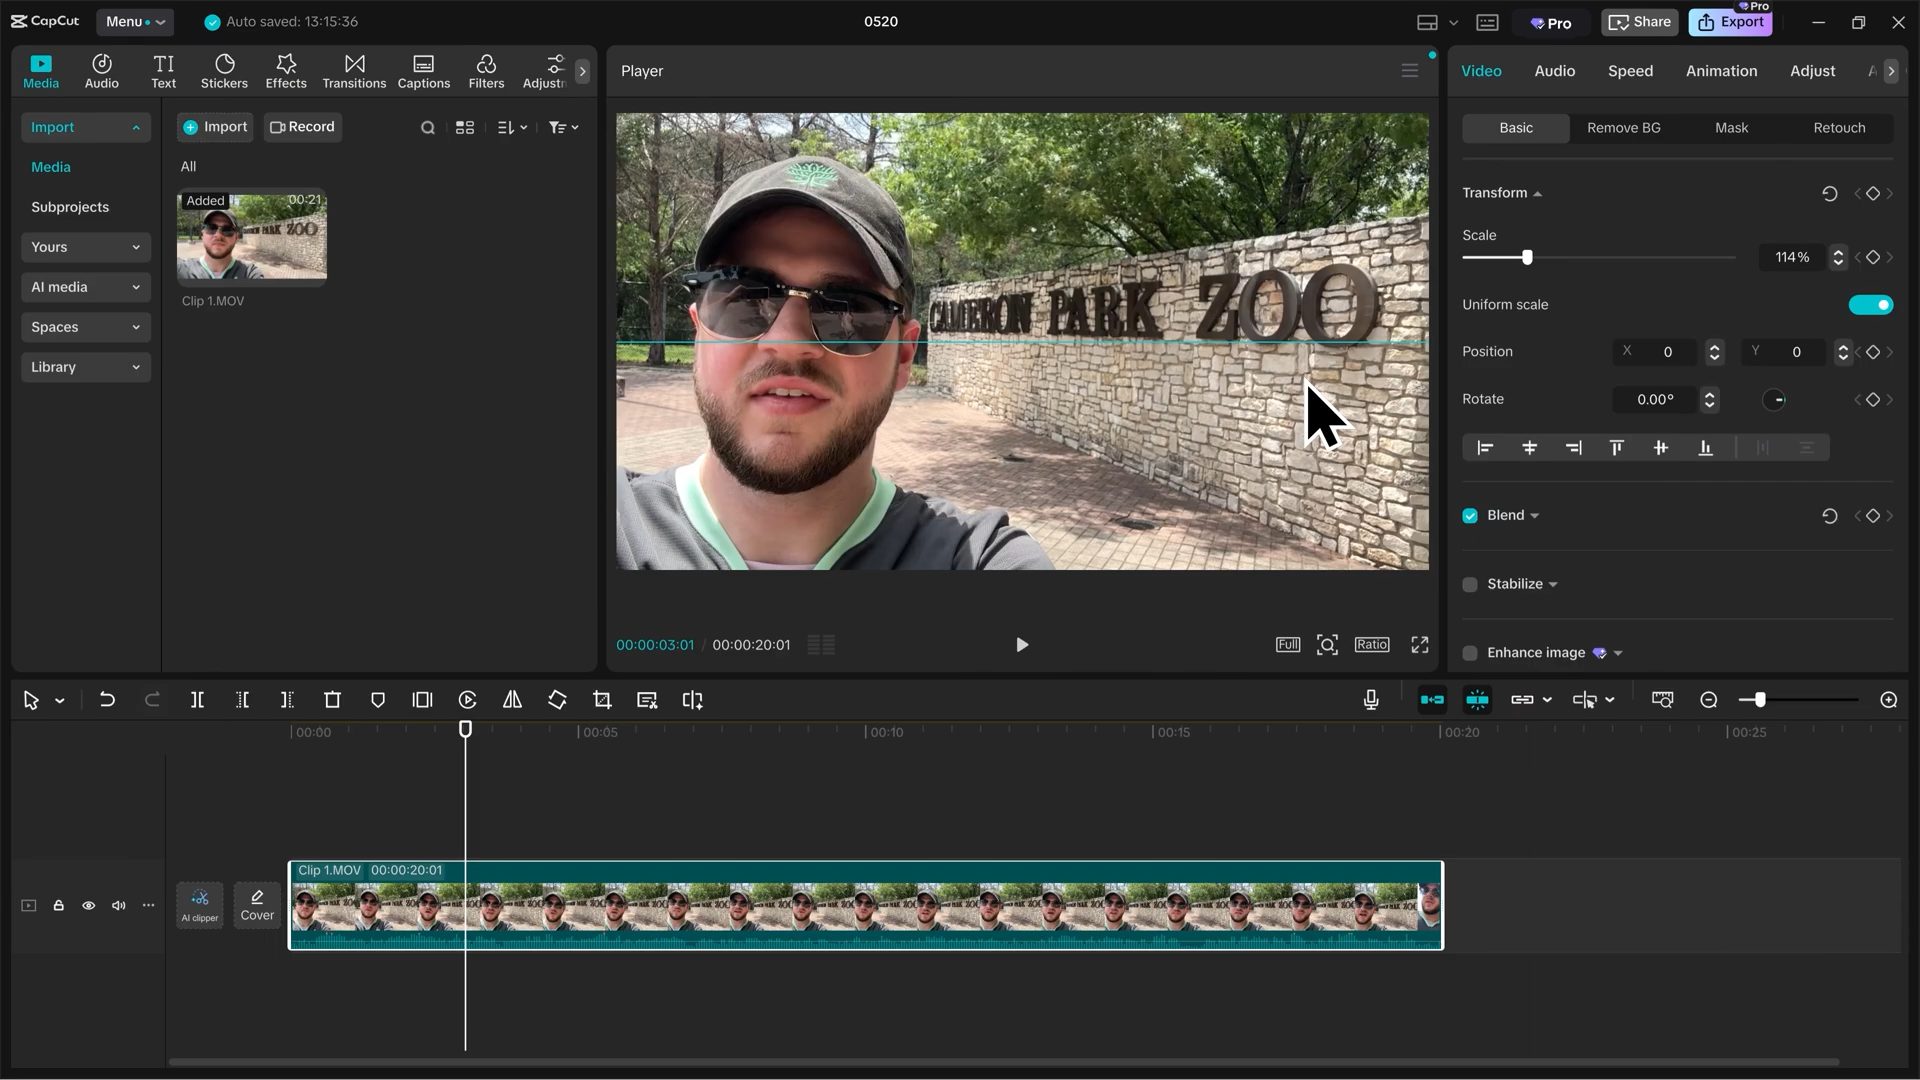 CapCut Menu Auto saved: 13:15:36 0520 Pro Share Export Pro
Media Audio Text Stickers Effects Transitions Captions Filters Adjustn
Import
Media
Subprojects
Yours
AI media
Spaces
Library
Import Record
All
Added 00:21
Clip 1.MOV
Player
CAMERON PARK ZOO
00:00:03:01 / 00:00:20:01 Full Ratio
Video Audio Speed Animation Adjust A
Basic Remove BG Mask Retouch
Transform
Scale
114%
Uniform scale
Position X 0 Y 0
Rotate 0.00°
Blend
Stabilize
Enhance image
00:00 00:05 00:10 00:15 00:20 00:25
AI clipper Cover
Clip 1.MOV 00:00:20:01